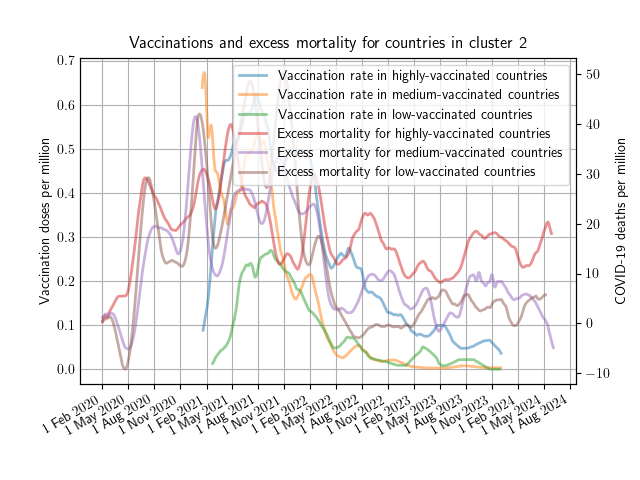 Vaccinations and excess mortality for countries in cluster 2
Vaccination rate in highly-vaccinated countries
Vaccination rate in medium-vaccinated countries
Vaccination rate in low-vaccinated countries
Excess mortality for highly-vaccinated countries
Excess mortality for medium-vaccinated countries
Excess mortality for low-vaccinated countries
Vaccination doses per million
0.7
0.6
0.5
0.4
0.3
0.2
0.1
0.0
COVID-19 deaths per million
50
40
30
20
10
0
−10
1 Feb 2020
1 May 2020
1 Aug 2020
1 Nov 2020
1 Feb 2021
1 May 2021
1 Aug 2021
1 Nov 2021
1 Feb 2022
1 May 2022
1 Aug 2022
1 Nov 2022
1 Feb 2023
1 May 2023
1 Aug 2023
1 Nov 2023
1 Feb 2024
1 May 2024
1 Aug 2024